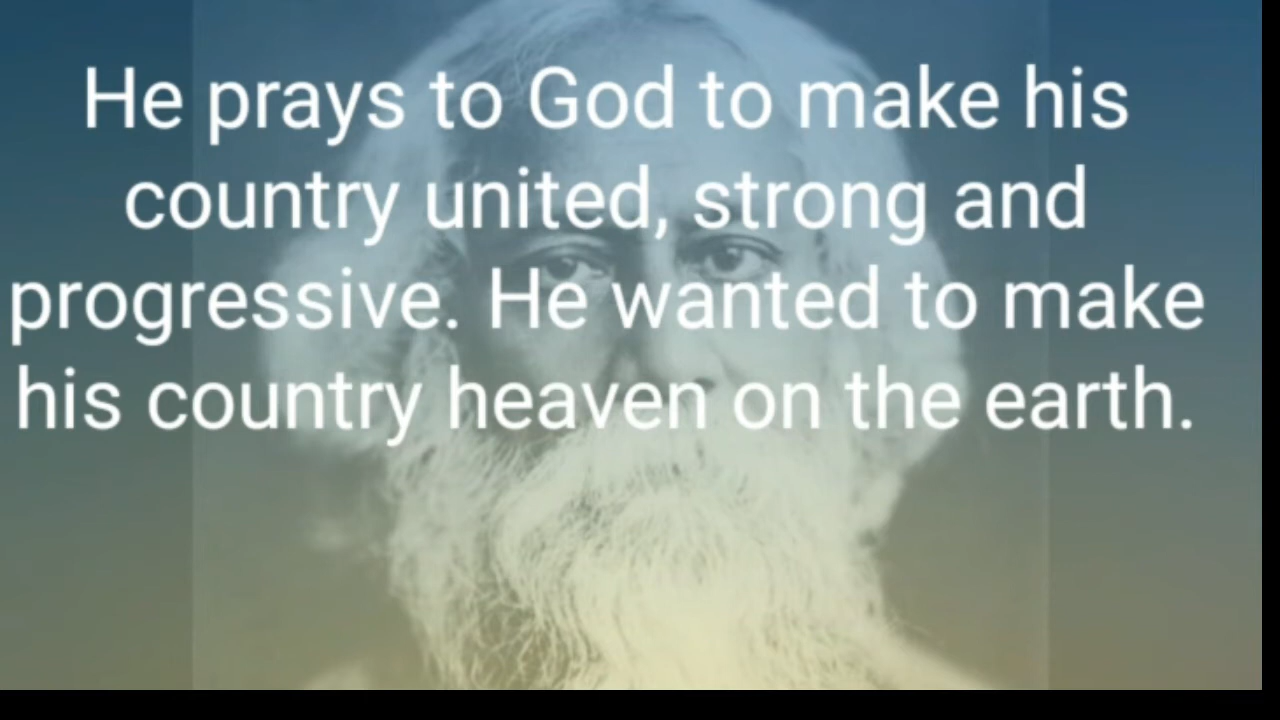 He prays to God to make his
country united, strong and
progressive. He wanted to make
his country heaven on the earth.